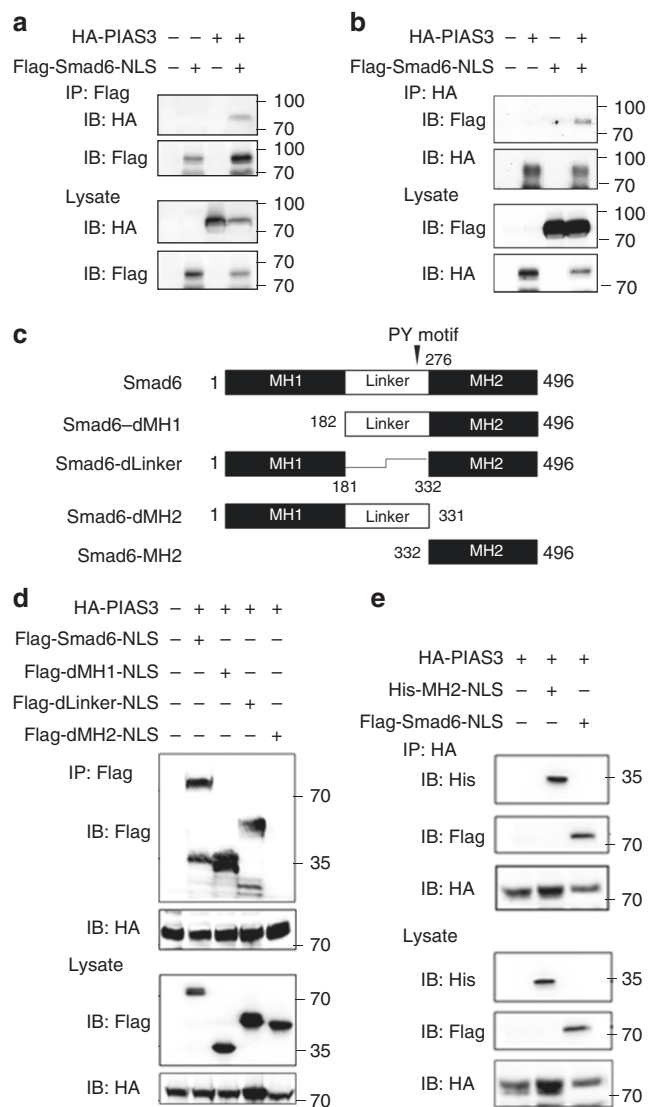 a
HA-PIAS3 – – + +
Flag-Smad6-NLS – + – +
IP: Flag
IB: HA
100
70
IB: Flag
100
70
Lysate
IB: HA
100
70
IB: Flag
70
70
b
HA-PIAS3 – + – +
Flag-Smad6-NLS – – + +
IP: HA
IB: Flag
100
70
IB: HA
100
70
Lysate
IB: Flag
100
70
IB: HA
70
c
PY motif
276
Smad6 1 MH1 Linker MH2 496
Smad6–dMH1 182 Linker MH2 496
Smad6-dLinker 1 MH1 MH2 496
181 332
Smad6-dMH2 1 MH1 Linker 331
Smad6-MH2 332 MH2 496
d
HA-PIAS3 – + + + +
Flag-Smad6-NLS – + – – –
Flag-dMH1-NLS – – + – –
Flag-dLinker-NLS – – – + –
Flag-dMH2-NLS – – – – +
IP: Flag
70
IB: Flag
35
IB: HA
70
Lysate
70
IB: Flag
35
IB: HA
70
e
HA-PIAS3 + + +
His-MH2-NLS – + –
Flag-Smad6-NLS – – +
IP: HA
IB: His
35
IB: Flag
70
IB: HA
70
Lysate
IB: His
35
IB: Flag
70
IB: HA
70